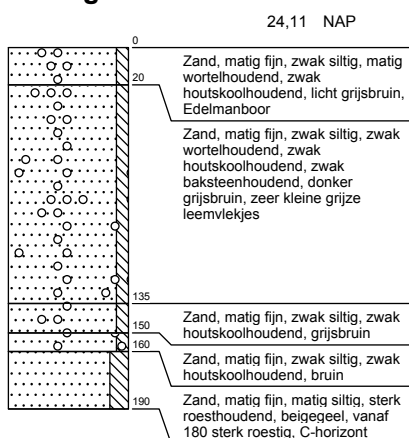 24,11 NAP
0
Zand, matig fijn, zwak siltig, matig
wortelhoudend, zwak
houtskoolhoudend, licht grijsbruin,
Edelmanboor
20
Zand, matig fijn, zwak siltig, zwak
wortelhoudend, zwak
houtskoolhoudend, zwak
baksteenhoudend, donker
grijsbruin, zeer kleine grijze
leemvlekjes
135
Zand, matig fijn, zwak siltig, zwak
houtskoolhoudend, grijsbruin
150
Zand, matig fijn, zwak siltig, zwak
houtskoolhoudend, bruin
160
Zand, matig fijn, matig siltig, sterk
roesthoudend, beigegeel, vanaf
180 sterk roestig, C-horizont
190